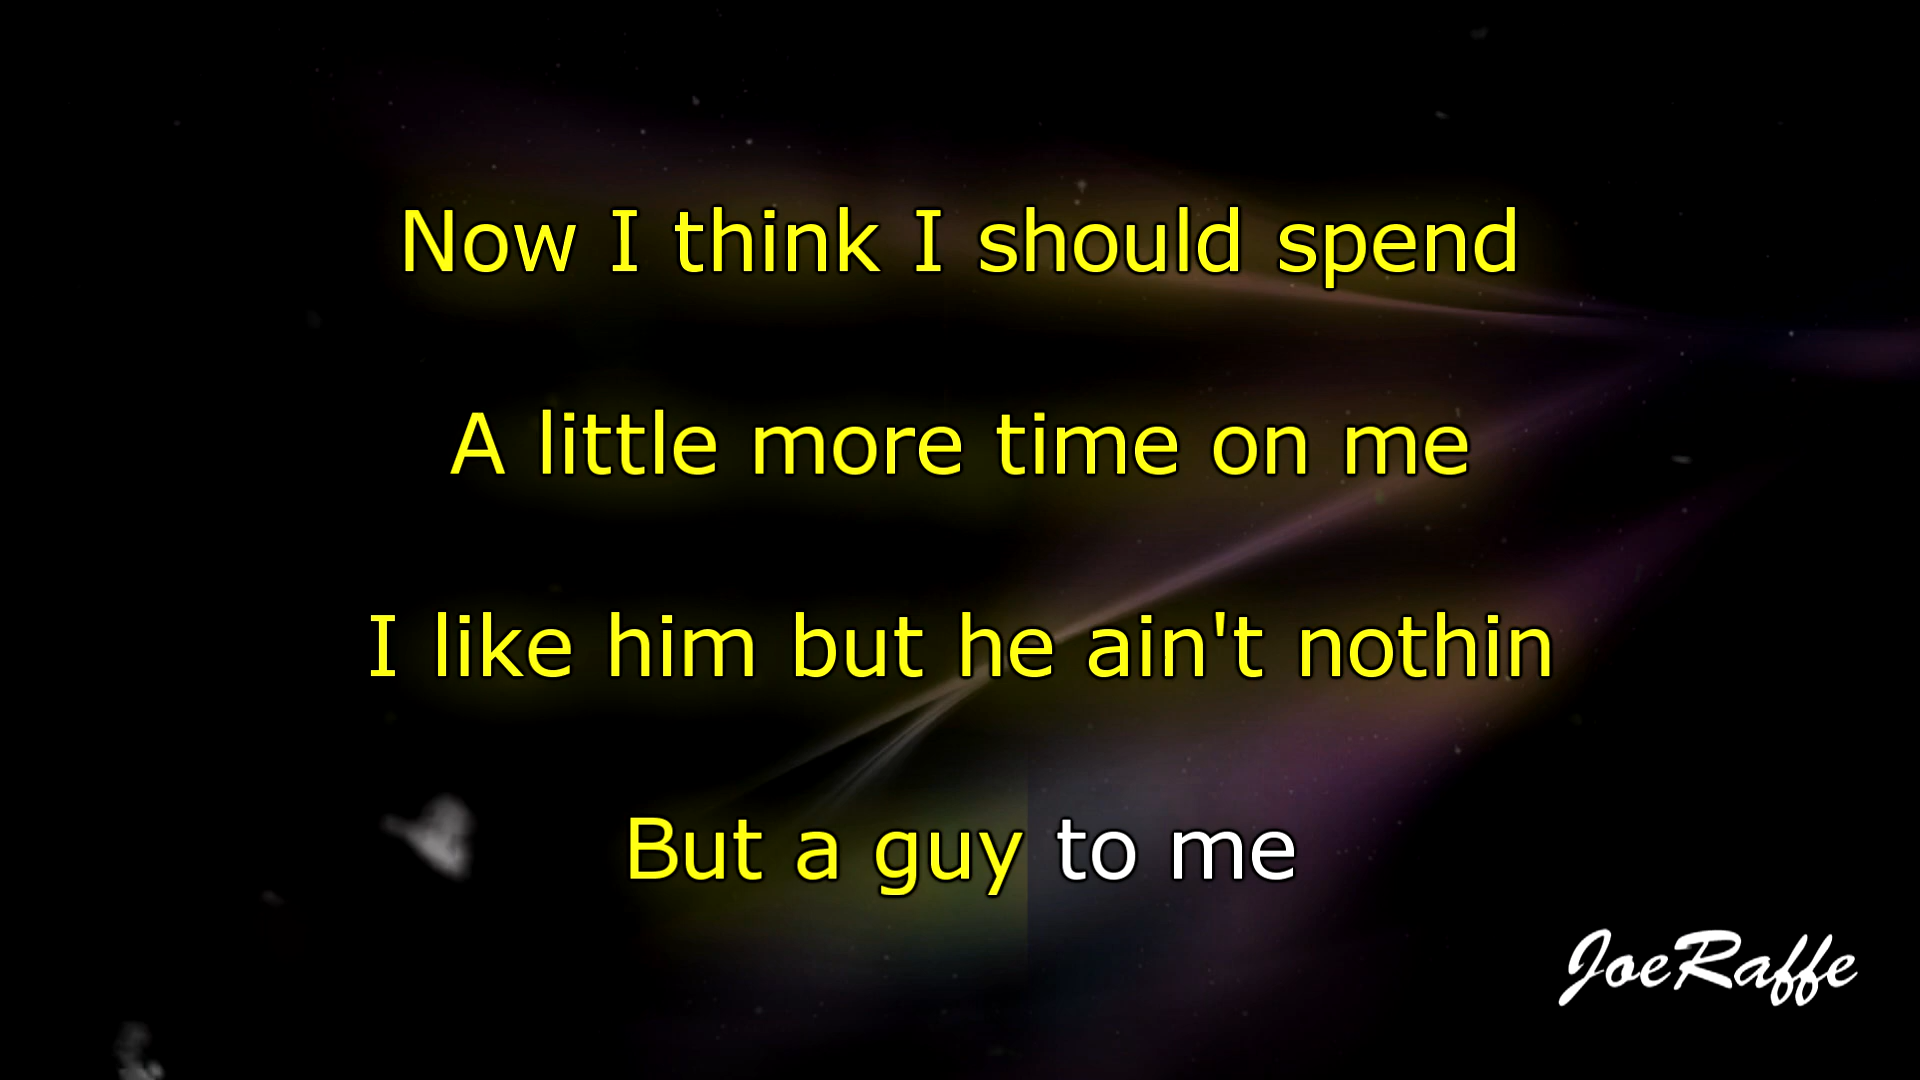 Now I think I should spend
A little more time on me
I like him but he ain't nothin
But a guy to me
JoeRaffe